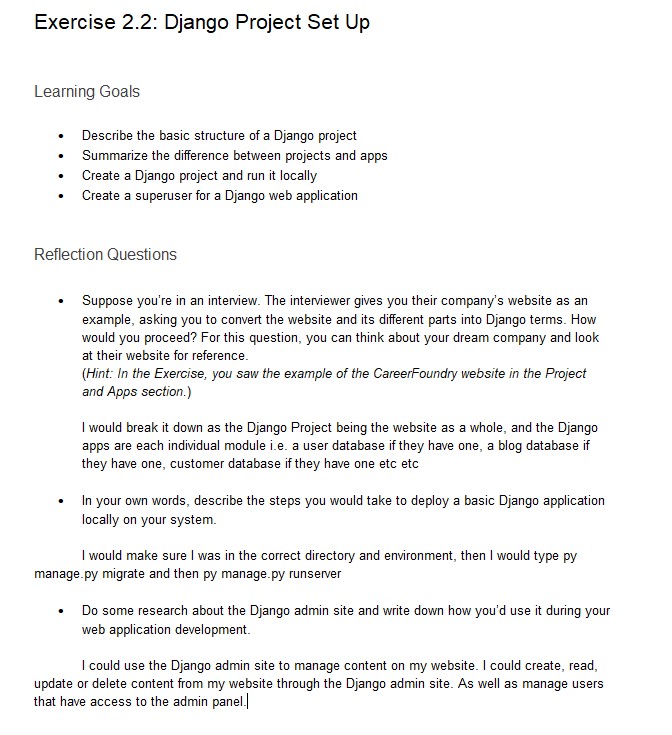 Exercise 2.2: Django Project Set Up
Learning Goals
• Describe the basic structure of a Django project
• Summarize the difference between projects and apps
• Create a Django project and run it locally
• Create a superuser for a Django web application
Reflection Questions
• Suppose you're in an interview. The interviewer gives you their company's website as an
example, asking you to convert the website and its different parts into Django terms. How
would you proceed? For this question, you can think about your dream company and look
at their website for reference.
(Hint: In the Exercise, you saw the example of the CareerFoundry website in the Project
and Apps section.)
I would break it down as the Django Project being the website as a whole, and the Django
apps are each individual module i.e. a user database if they have one, a blog database if
they have one, customer database if they have one etc etc
• In your own words, describe the steps you would take to deploy a basic Django application
locally on your system.
I would make sure I was in the correct directory and environment, then I would type py
manage.py migrate and then py manage.py runserver
• Do some research about the Django admin site and write down how you'd use it during your
web application development.
I could use the Django admin site to manage content on my website. I could create, read,
update or delete content from my website through the Django admin site. As well as manage users
that have access to the admin panel.